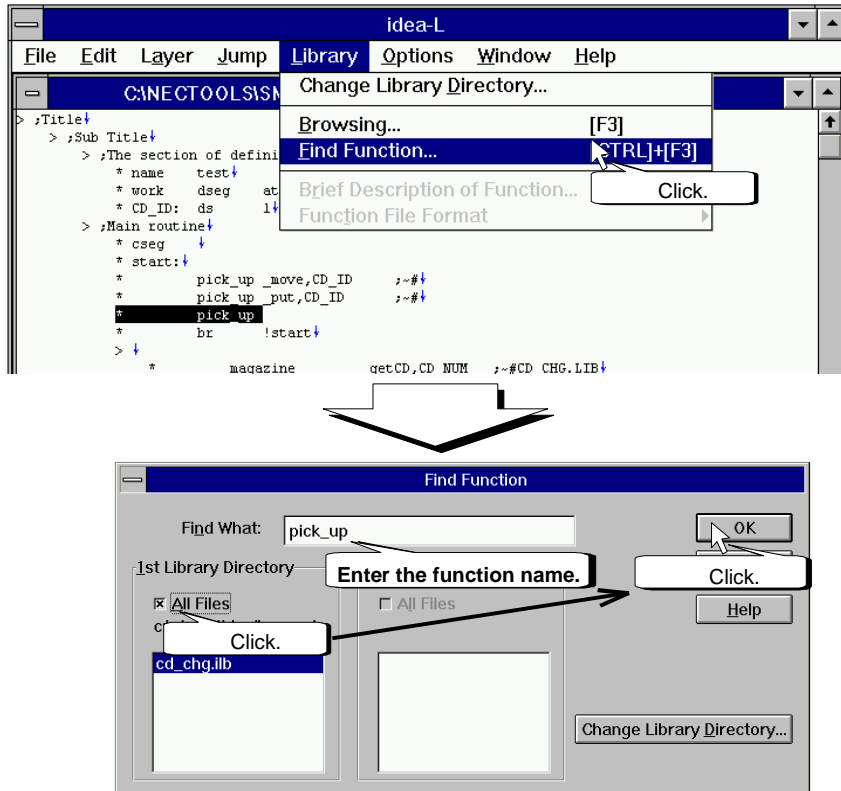 idea-L
File Edit Layer Jump Library Options Window Help
C:\NECTOOLS\SM
Change Library Directory...
Browsing... [F3]
Find Function... [CTRL]+[F3]
Brief Description of Function...
Function File Format
Click.
> ;Title↓
> ;Sub Title↓
> ;The section of defini
* name test↓
* work dseg at
* CD_ID: ds 1↓
> ;Main routine↓
* cseg ↓
* start:↓
* pick_up _move,CD_ID ;~#↓
* pick_up _put,CD_ID ;~#↓
* pick_up
* br !start↓
> ↓
* magazine getCD,CD_NUM ;~#CD_CHG.LIB↓
Find Function
Find What: pick_up
OK
Enter the function name.
Click.
1st Library Directory
All Files
All Files
Help
Click.
cd_chg.ilb
Change Library Directory...